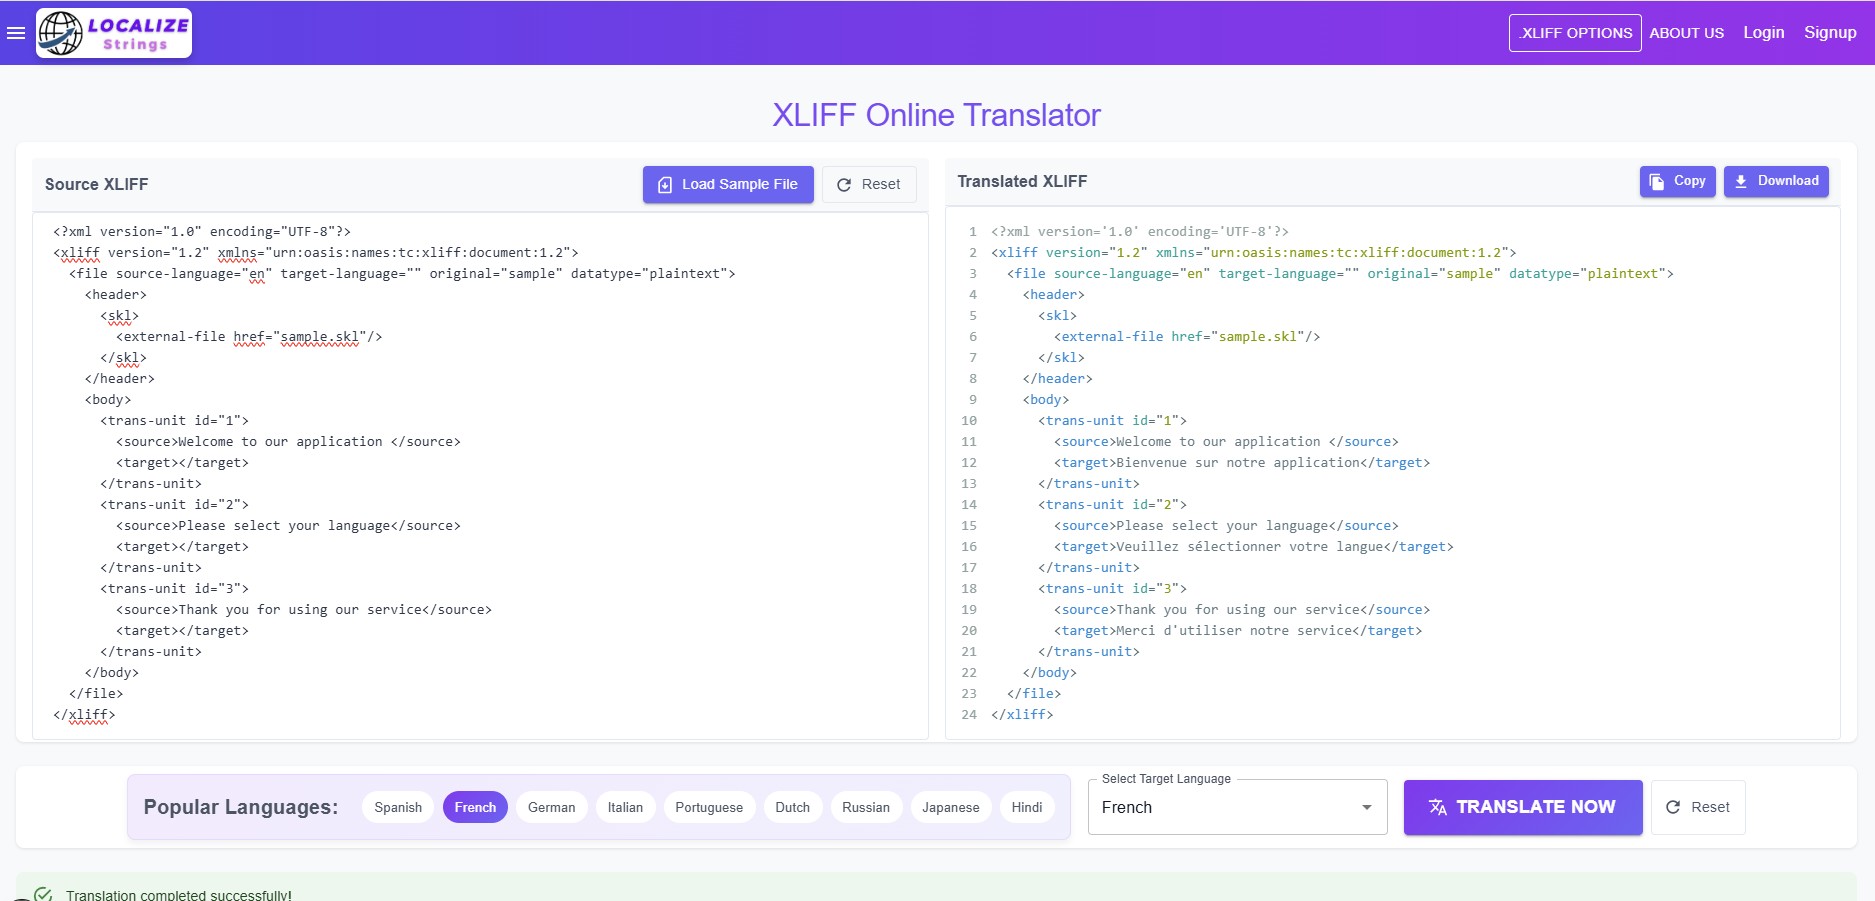 LOCALIZE
Strings
.XLIFF OPTIONS
ABOUT US
Login
Signup
XLIFF Online Translator
Source XLIFF
Load Sample File
Reset
<?xml version="1.0" encoding="UTF-8"?>
<xliff version="1.2" xmlns="urn:oasis:names:tc:xliff:document:1.2">
  <file source-language="en" target-language="" original="sample" datatype="plaintext">
    <header>
      <skl>
        <external-file href="sample.skl"/>
      </skl>
    </header>
    <body>
      <trans-unit id="1">
        <source>Welcome to our application </source>
        <target></target>
      </trans-unit>
      <trans-unit id="2">
        <source>Please select your language</source>
        <target></target>
      </trans-unit>
      <trans-unit id="3">
        <source>Thank you for using our service</source>
        <target></target>
      </trans-unit>
    </body>
  </file>
</xliff>
Translated XLIFF
Copy
Download
1 <?xml version='1.0' encoding='UTF-8'?>
2 <xliff version="1.2" xmlns="urn:oasis:names:tc:xliff:document:1.2">
3   <file source-language="en" target-language="" original="sample" datatype="plaintext">
4     <header>
5       <skl>
6         <external-file href="sample.skl"/>
7       </skl>
8     </header>
9     <body>
10       <trans-unit id="1">
11         <source>Welcome to our application </source>
12         <target>Bienvenue sur notre application</target>
13       </trans-unit>
14       <trans-unit id="2">
15         <source>Please select your language</source>
16         <target>Veuillez sélectionner votre langue</target>
17       </trans-unit>
18       <trans-unit id="3">
19         <source>Thank you for using our service</source>
20         <target>Merci d'utiliser notre service</target>
21       </trans-unit>
22     </body>
23   </file>
24 </xliff>
Popular Languages:
Spanish
French
German
Italian
Portuguese
Dutch
Russian
Japanese
Hindi
Select Target Language
French
TRANSLATE NOW
Reset
Translation completed successfully!